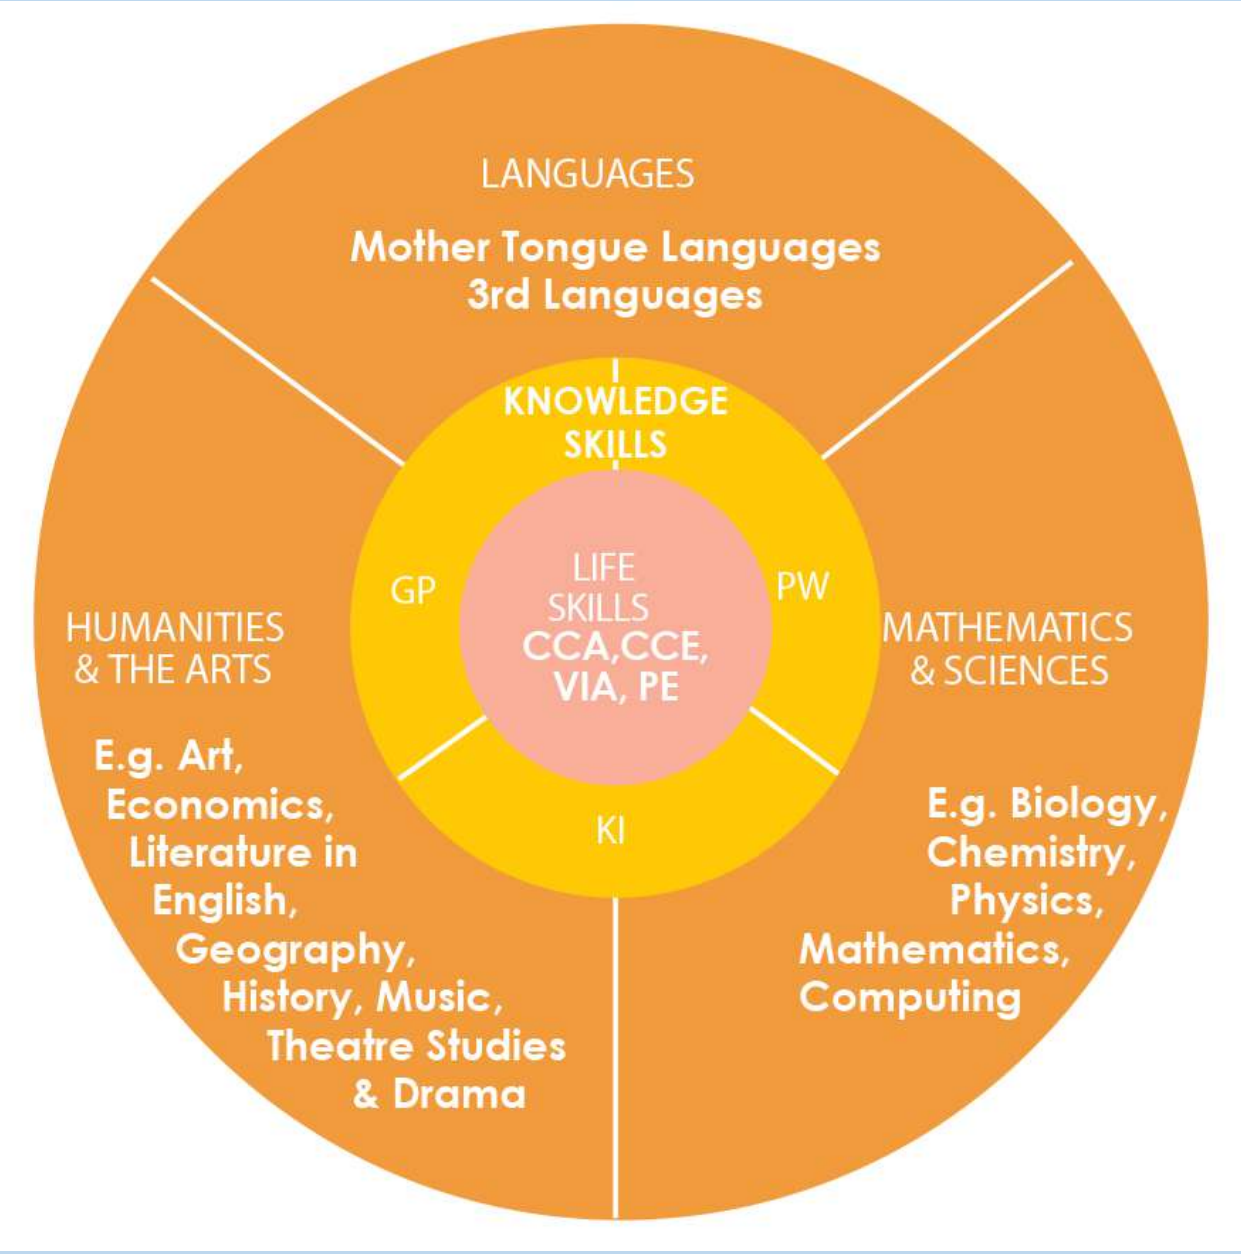 LANGUAGES
Mother Tongue Languages
3rd Languages
KNOWLEDGE
SKILLS
GP
LIFE
SKILLS
CCA,CCE,
VIA, PE
PW
KI
HUMANITIES
& THE ARTS
E.g. Art,
Economics,
Literature in
English,
Geography,
History, Music,
Theatre Studies
& Drama
MATHEMATICS
& SCIENCES
E.g. Biology,
Chemistry,
Physics,
Mathematics,
Computing